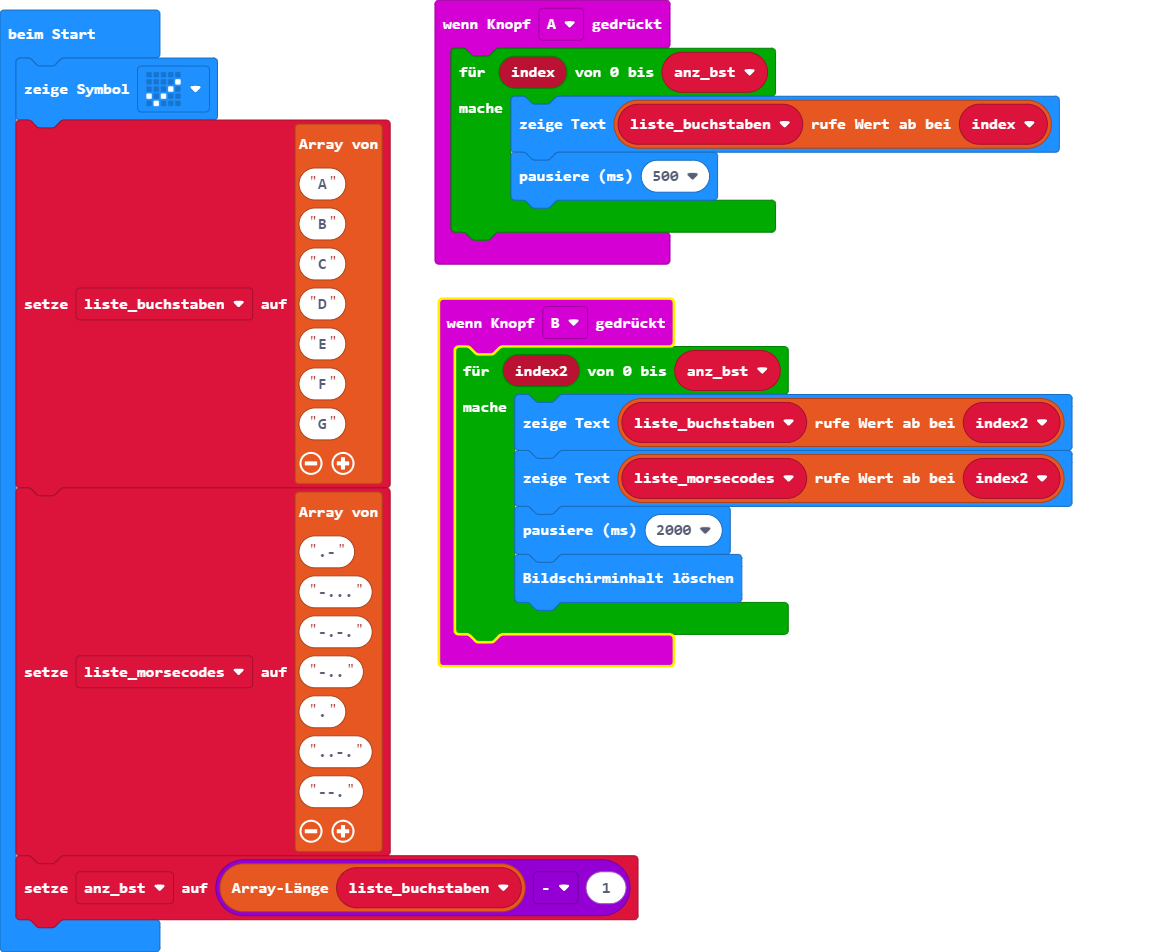 beim Start
zeige Symbol
setze liste_buchstaben auf
Array von
"A"
"B"
"C"
"D"
"E"
"F"
"G"
setze liste_morsecodes auf
Array von
".-"
"-..."
"-.-."
"-.."
"."
"..-."
"--."
setze anz_bst auf Array-Länge liste_buchstaben - 1
wenn Knopf A gedrückt
für index von 0 bis anz_bst
mache
zeige Text liste_buchstaben rufe Wert ab bei index
pausiere (ms) 500
wenn Knopf B gedrückt
für index2 von 0 bis anz_bst
mache
zeige Text liste_buchstaben rufe Wert ab bei index2
zeige Text liste_morsecodes rufe Wert ab bei index2
pausiere (ms) 2000
Bildschirminhalt löschen